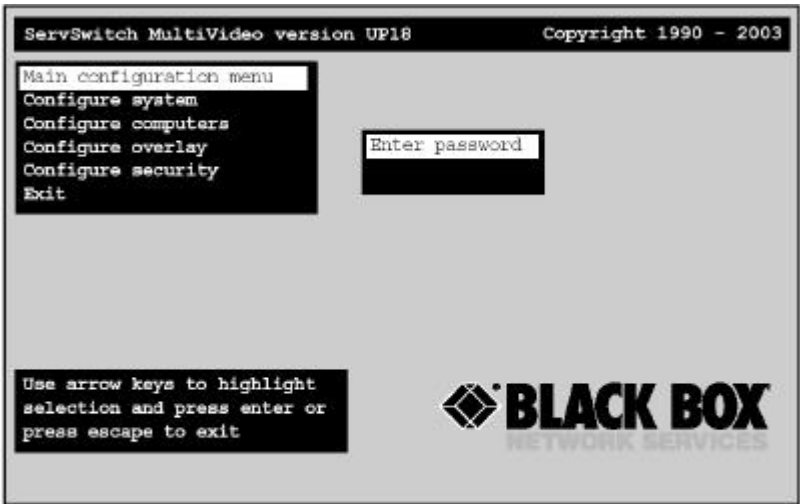 ServSwitch MultiVideo version UP18 Copyright 1990 - 2003
Main configuration menu
Configure system
Configure computers
Configure overlay
Configure security
Exit
Enter password
Use arrow keys to highlight
selection and press enter or
press escape to exit
BLACK BOX
NETWORK SERVICES